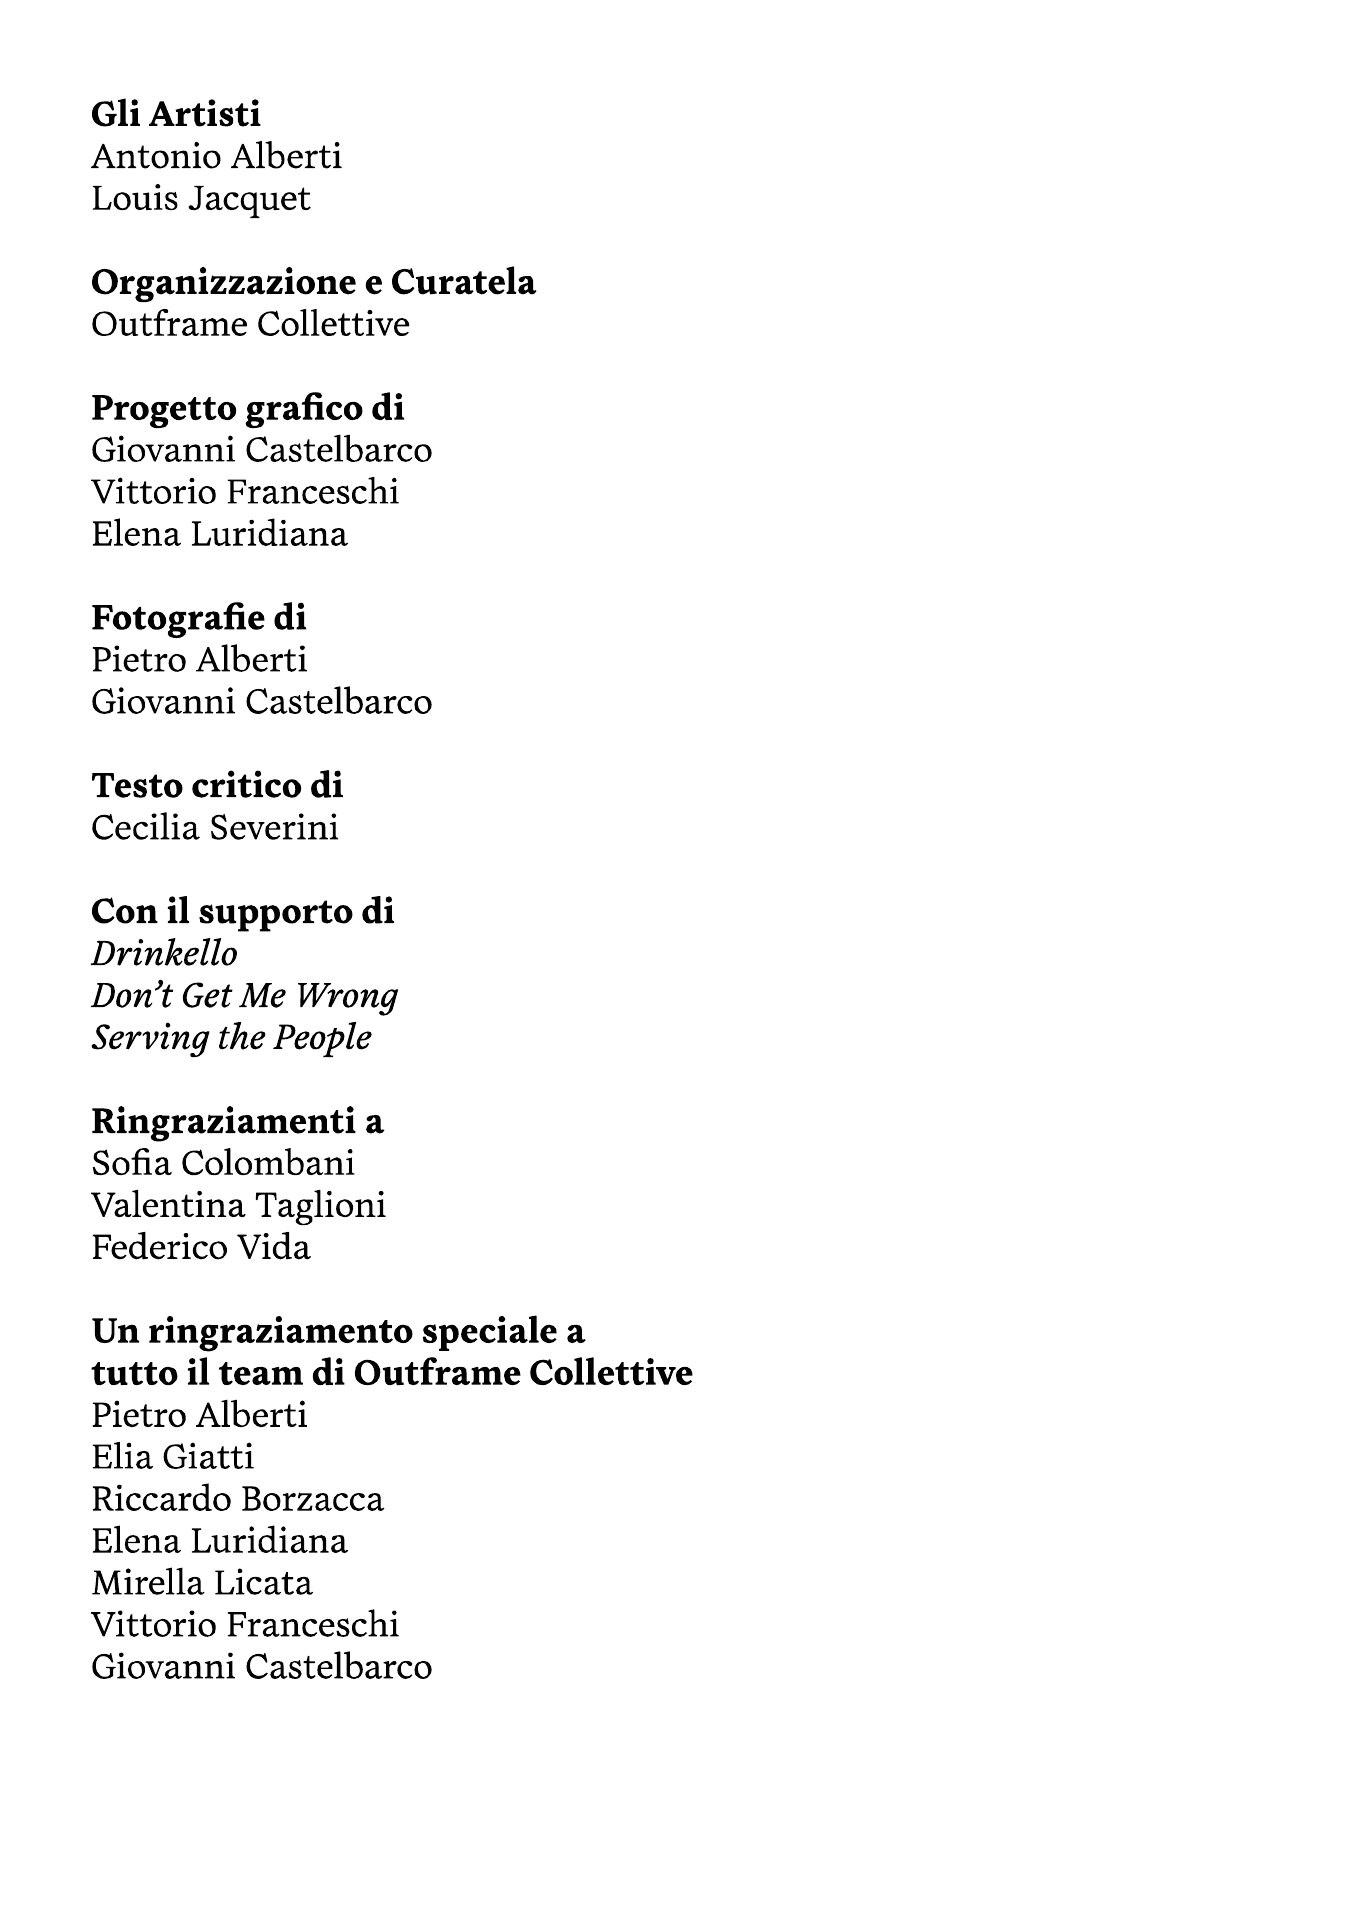 Gli Artisti
Antonio Alberti
Louis Jacquet
Organizzazione e Curatela
Outframe Collettive
Progetto grafico di
Giovanni Castelbarco
Vittorio Franceschi
Elena Luridiana
Fotografie di
Pietro Alberti
Giovanni Castelbarco
Testo critico di
Cecilia Severini
Con il supporto di
Drinkello
Don’t Get Me Wrong
Serving the People
Ringraziamenti a
Sofia Colombani
Valentina Taglioni
Federico Vida
Un ringraziamento speciale a
tutto il team di Outframe Collettive
Pietro Alberti
Elia Giatti
Riccardo Borzacca
Elena Luridiana
Mirella Licata
Vittorio Franceschi
Giovanni Castelbarco